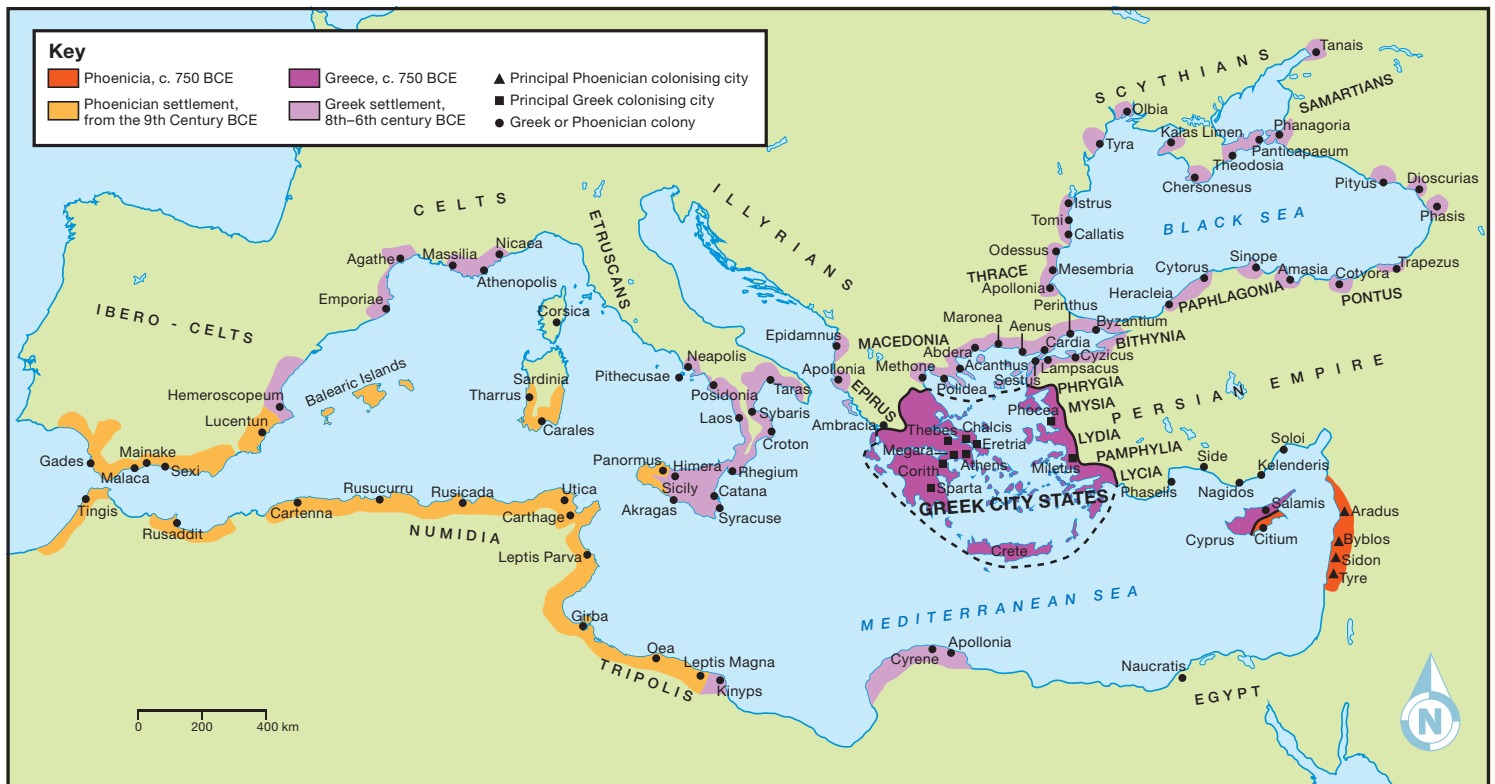 Key
Phoenicia, c. 750 BCE
Phoenician settlement,
from the 9th Century BCE
Greece, c. 750 BCE
Greek settlement,
8th–6th century BCE
Principal Phoenician colonising city
Principal Greek colonising city
Greek or Phoenician colony
Tanais
SCYTHIANS
SAMARTIANS
Olbia
Tyra
Kalas Limen
Phanagoria
Panticapaeum
Theodosia
Chersonesus
Pityus
Dioscurias
Phasis
BLACK SEA
Istrus
Tomi
Callatis
Odessus
Mesembria
THRACE
Apollonia
Perinthus
Cytorus
Sinope
Amasia
Cotyora
Trapezus
Heracleia
PAPHLAGONIA
PONTUS
CELTS
ETRUSCANS
ILLYRIANS
IBERO - CELTS
Agathe
Massilia
Nicaea
Athenopolis
Emporiae
Corsica
Balearic Islands
Hemeroscopeum
Lucentun
Sardinia
Tharrus
Carales
Neapolis
Pithecusae
Posidonia
Taras
Laos
Sybaris
Croton
Epidamnus
Apollonia
MACEDONIA
EPIRUS
Ambracia
Maronea
Aenus
Byzantium
BITHYNIA
Abdera
Cardia
Cyzicus
Methone
Acanthus
Lampsacus
Polidea
Sestus
PHRYGIA
MYSIA
PERSIAN EMPIRE
Phocea
LYDIA
PAMPHYLIA
LYCIA
Thebes
Chalcis
Eretria
Megara
Athens
Corith
Miletus
Sparta
GREEK CITY STATES
Crete
Phasells
Side
Soloi
Kelenderis
Nagidos
Salamis
Cyprus
Citium
Aradus
Byblos
Sidon
Tyre
Gades
Mainake
Malaca
Sexi
Tingis
Rusaddit
Cartenna
Rusucurru
Rusicada
Utica
Carthage
NUMIDIA
Leptis Parva
Panormus
Himera
Rhegium
Sicily
Catana
Akragas
Syracuse
Girba
Oea
Leptis Magna
Kinyps
TRIPOLIS
MEDITERRANEAN SEA
Cyrene
Apollonia
Naucratis
EGYPT
0 200 400 km
N